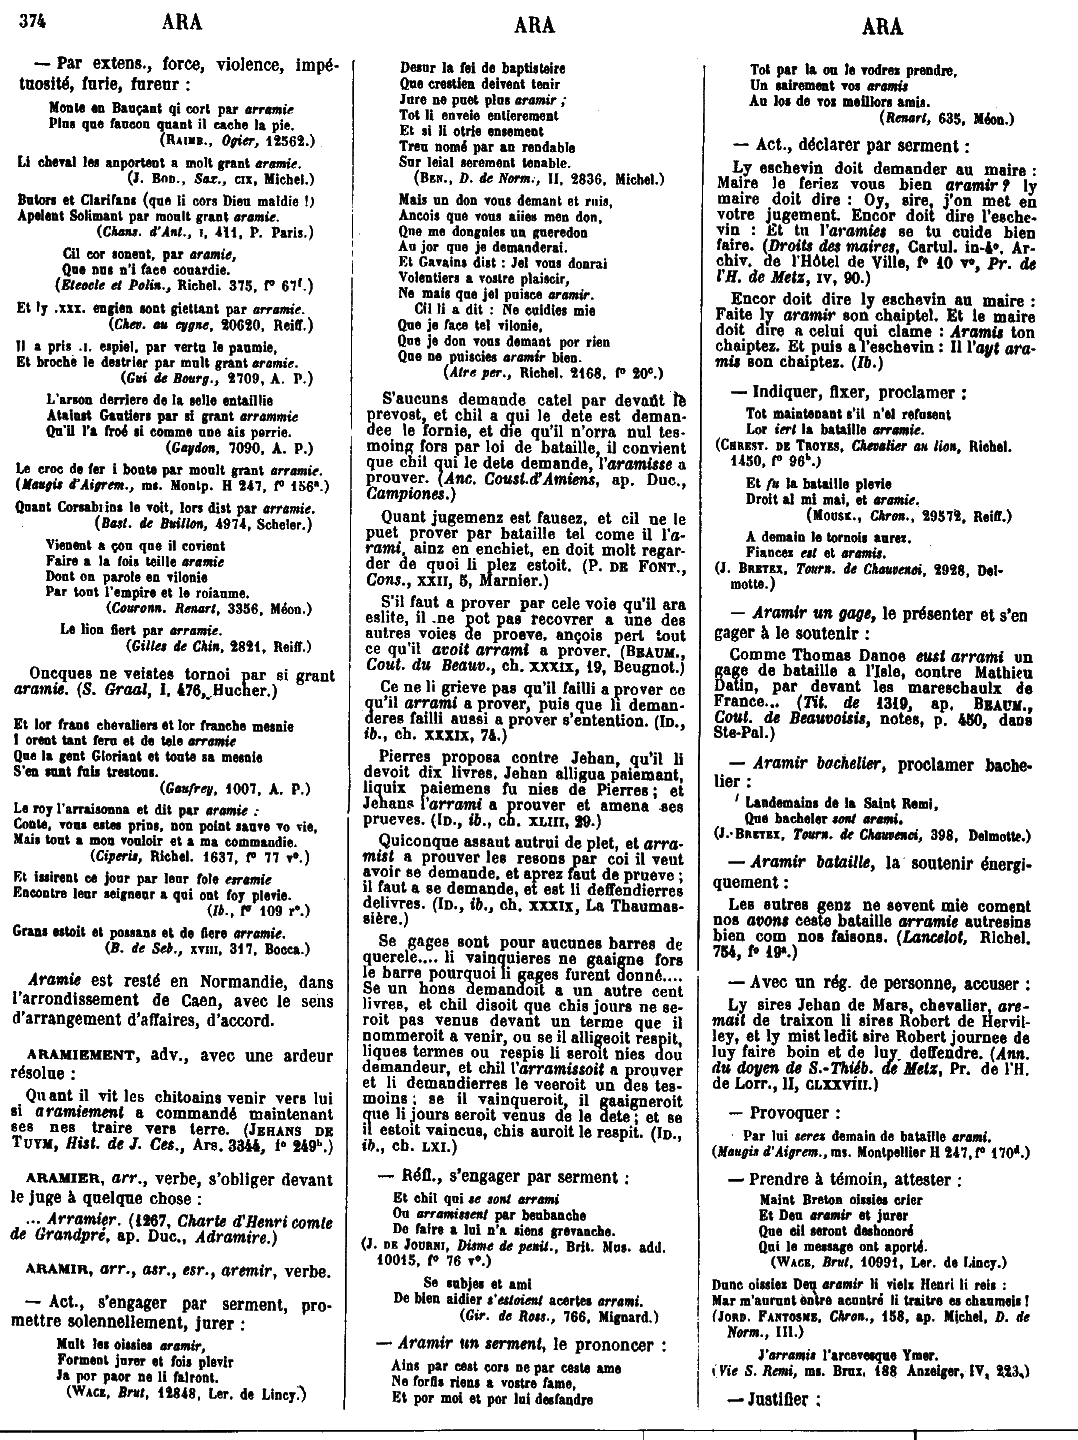 374 ARA ARA ARA
— Par extens., force, violence, impé-
tuosité, furie, fureur :
Monte en Bauçant qi cort par arramie
Plus que faucon quant il cache la pie.
(RAIMB., Ogier, 12562.)
Li cheval les anportent a molt grant aramie.
(J. BOD., Sax., CIX, Michel.)
Butors et Clarifans (que li cors Dieu maldie !)
Apelent Solimant par moult grant aramie.
(Chans. d'Ant., I, 411, P. Paris.)
Cil cor sonent, par aramie,
Que nus n'i face couardie.
(Eteocle et Polin., Richel. 375, f° 67f.)
Et ly .xxx. engien sont giettant par arramie.
(Chev. au cygne, 20620, Reiff.)
Il a pris .I. espiel, par vertu le paumie,
Et broche le destrier par mult grant aramie.
(Gui de Bourg., 2709, A. P.)
L'arson derriere de la selle entaillie
Ataint Gautiers par si grant arrammie
Qu'il l'a froé si comme une ais perrie.
(Gaydon, 7090, A. P.)
Le croc de fer i boute par moult grant arramie.
(Maugis d'Aigrem., ms. Montp. H 247, f° 156a.)
Quant Corsabrins le voit, lors dist par arramie.
(Bast. de Buillon, 4974, Scheler.)
Vienent a çou que il covient
Faire a la fois teille aramie
Dont on parole en vilonie
Par tont l'empire et le roiaume.
(Couronn. Renart, 3356, Méon.)
Le lion fiert par arramie.
(Gilles de Chin, 2821, Reiff.)
Oncques ne veistes tornoi par si grant
aramie. (S. Graal, I, 476, Hucher.)
Et lor frans chevaliers et lor franche mesnie
I orent tant feru et de tele arramie
Que la gent Gloriant et toute sa mesnie
S'en sunt fuis trestons.
(Gaufrey, 1007, A. P.)
Le roy l'arraisonna et dit par aramie :
Conte, vous estes prins, non point sauve vo vie,
Mais tout a mon vouloir et a ma commandie.
(Ciperis, Richel. 1637, f° 77 v°.)
Et issirent ce jour par leur fole erramie
Encontre leur seigneur a qui ont foy plevie.
(Ib., f° 109 r°.)
Grans estoit et possans et de fiere arramie.
(B. de Seb., XVIII, 317, Bocca.)
Aramie est resté en Normandie, dans
l'arrondissement de Caen, avec le sens
d'arrangement d'affaires, d'accord.
ARAMIEMENT, adv., avec une ardeur
résolue :
Quant il vit les chitoains venir vers lui
si aramiement a commandé maintenant
ses nes traire vers terre. (JEHANS DE
TUYM, Hist. de J. Ces., Ars. 3344, f° 249b.)
ARAMIER, arr., verbe, s'obliger devant
le juge à quelque chose :
... Arramier. (1267, Charte d'Henri comte
de Grandpré, ap. Duc., Adramire.)
ARAMIR, arr., asr., esr., aremir, verbe.
— Act., s'engager par serment, pro-
mettre solennellement, jurer :
Mult les oissies aramir,
Forment jurer et fois plevir
Ja por paor ne li falront.
(WACE, Brut, 12848, Ler. de Lincy.)
Desur la fei de baptisteire
Que crestien deivent tenir
Jure ne puet plus aramir ;
Tot li enveie entierement
Et si li otrie ensement
Treu nomé par an rendable
Sur leial serement tenable.
(BEN., D. de Norm., II, 2836, Michel.)
Mais un don vous demant et ruis,
Ancois que vous aiies men don,
Que me dongniés un gueredon
Au jor que je demanderai.
Et Gavains dist : Jel vous donrai
Volentiers a vostre plaisir,
Ne mais que jel puisce aramir.
Cil li a dit : Ne cuidies mie
Que je face tel vilonie,
Que je don vous demant por rien
Que ne puiscies aramir bien.
(Atre per., Richel. 2168, f° 20c.)
S'aucuns demande catel par devant le
prevost, et chil a qui le dete est deman-
dee le fornie, et die qu'il n'orra nul tes-
moing fors par loi de bataille, il convient
que chil qui le dete demande, l'aramisse a
prouver. (Anc. Coust.d'Amiens, ap. Duc.,
Campiones.)
Quant jugemenz est fausez, et cil ne le
puet prover par bataille tel come il l'a-
rami, ainz en enchiet, en doit molt regar-
der de quoi li plez estoit. (P. DE FONT.,
Cons., XXII, 5, Marnier.)
S'il faut a prover par cele voie qu'il ara
eslite, il .ne pot pas recovrer a une des
autres voies de proeve, ançois pert tout
ce qu'il avoit arrami a prover. (BEAUM.,
Cout. du Beauv., ch. XXXIX, 19, Beugnot.)
Ce ne li grieve pas qu'il failli a prover ce
qu'il arrami a prover, puis que li deman-
deres failli aussi a prover s'entention. (ID.,
ib., ch. XXXIX, 74.)
Pierres proposa contre Jehan, qu'il li
devoit dix livres. Jehan alligua paiemant,
liquix paiemens fu nies de Pierres ; et
Jehans l'arrami a prouver et amena ses
prueves. (ID., ib., ch. XLIII, 29.)
Quiconque assaut autrui de plet, et arra-
mist a prouver les resons par coi il veut
avoir se demande, et aprez faut de prueve ;
il faut a se demande, et est li deffendierres
delivres. (ID., ib., ch. XXXIX, La Thaumas-
sière.)
Se gages sont pour aucunes barres de
querele.... li vainquieres ne gaaigne fors
le barre pourquoi li gages furent donné....
Se un hons demandoit a un autre cent
livres, et chil disoit que chis jours ne se-
roit pas venus devant un terme que il
nommeroit a venir, ou se il alligeoit respit,
liques termes ou respis li seroit nies dou
demandeur, et chil l'arramissoit a prouver
et li demandierres le veeroit un des tes-
moins ; se il vainqueroit, il gaaigneroit
que li jours seroit venus de le dete ; et se
il estoit vaincus, chis auroit le respit. (ID.,
ib., ch. LXI.)
— Réfl., s'engager par serment :
Et chil qui se sont arrami
Ou arramissent par beubanche
De faire a lui n'a siens grevanche.
(J. DE JOURNI, Disme de penit., Brit. Mus. add.
10015, f° 76 v°.)
Se subjes et ami
De bien aidier s'estoient acertes arrami.
(Gir. de Ross., 766, Mignard.)
— Aramir un serment, le prononcer :
Ains par cest cors ne par ceste ame
Ne forfis riens a vostre fame,
Et por moi et por lui desfandre
Tot par la ou le vodrez prendre,
Un sairement vos aramis
Au los de voz meillors amis.
(Renart, 635, Méon.)
— Act., déclarer par serment :
Ly eschevin doit demander au maire :
Maire le feriez vous bien aramir? ly
maire doit dire : Oy, sire, j'on met en
votre jugement. Encor doit dire l'esche-
vin : Et tu l'aramies se tu cuide bien
faire. (Droits des maires, Cartul. in-4°, Ar-
chiv. de l'Hôtel de Ville, f° 10 v°, Pr. de
l'H. de Metz, IV, 90.)
Encor doit dire ly eschevin au maire :
Faite ly aramir son chaiptel. Et le maire
doit dire a celui qui clame : Aramis ton
chaiptez. Et puis a l'eschevin : Il l'ayt ara-
mis son chaiptez. (Ib.)
— Indiquer, fixer, proclamer :
Tot maintenant s'il n'el refusent
Lor iert la bataille arramie.
(CHREST. DE TROYES, Chevalier au lion, Richel.
1450, f° 96b.)
Et fu la bataille plevie
Droit al mi mai, et aramie.
(MOUSK., Chron., 29572, Reiff.)
A demain le tornois aurez.
Fiancez est et aramis.
(J. BRETEX, Tourn. de Chauvenci, 2928, Del-
motte.)
— Aramir un gage, le présenter et s'en
gager à le soutenir :
Comme Thomas Danoe eust arrami un
gage de bataille a l'Isle, contre Mathieu
Datin, par devant les mareschaulx de
France... (Tit. de 1319, ap. BEAUM.,
Cout. de Beauvoisis, notes, p. 450, dans
Ste-Pal.)
— Aramir bachelier, proclamer bache-
lier :
Landemains de la Saint Remi,
Que bacheler sont arami.
(J. BRETEX, Tourn. de Chauvenci, 398, Delmotte.)
— Aramir bataille, la soutenir énergi-
quement :
Les autres genz ne sevent mie coment
nos avons ceste bataille arramie autresins
bien com nos faisons. (Lancelot, Richel.
754, f° 19a.)
— Avec un rég. de personne, accuser :
Ly sires Jehan de Mars, chevalier, are-
mait de traixon li sires Robert de Hervil-
ley, et ly mist ledit sire Robert journee de
luy faire boin et de luy deffendre. (Ann.
du doyen de S.-Thiéb. de Metz, Pr. de l'H.
de Lorr., II, CLXXVIII.)
— Provoquer :
Par lui serez demain de bataille arami.
(Maugis d'Aigrem., ms. Montpellier H 247, f° 170d.)
— Prendre à témoin, attester :
Maint Breton oissies crier
Et Deu aramir et jurer
Que cil seront deshonoré
Qui le message ont aporté.
(WACE, Brut, 10991, Ler. de Lincy.)
Dunc oissiez Deu aramir li vielz Henri li reis :
Mar m'aurunt entre acuntré li traitre es chaumeis !
(JORD. FANTOSME, Chron., 158, ap. Michel, D. de
Norm., III.)
J'arramis l'arcevesque Ymer.
(Vie S. Remi, ms. Brux. 188 Anzeiger, IV, 223.)
— Justifier :